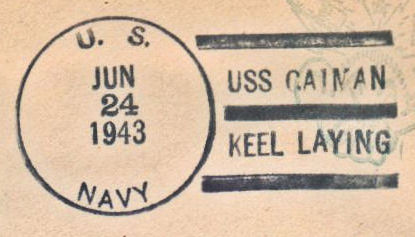 U. S.
JUN
24
1943
NAVY
USS CAIMAN
KEEL LAYING